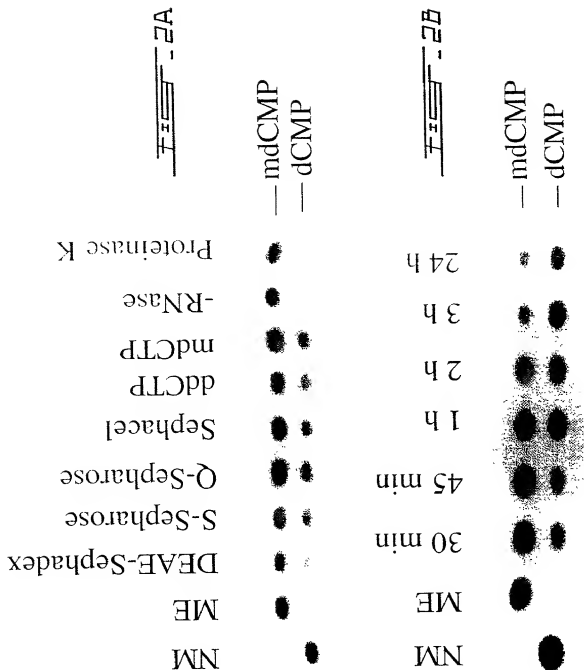 FIG-2A
NM
ME
DEAE-Sephadex
S-Sepharose
Q-Sepharose
Sephacel
ddCTP
mdCTP
-RNase
Proteinase K
— mdCMP
— dCMP
FIG-2B
NM
ME
30 min
45 min
1 h
2 h
3 h
24 h
— mdCMP
— dCMP